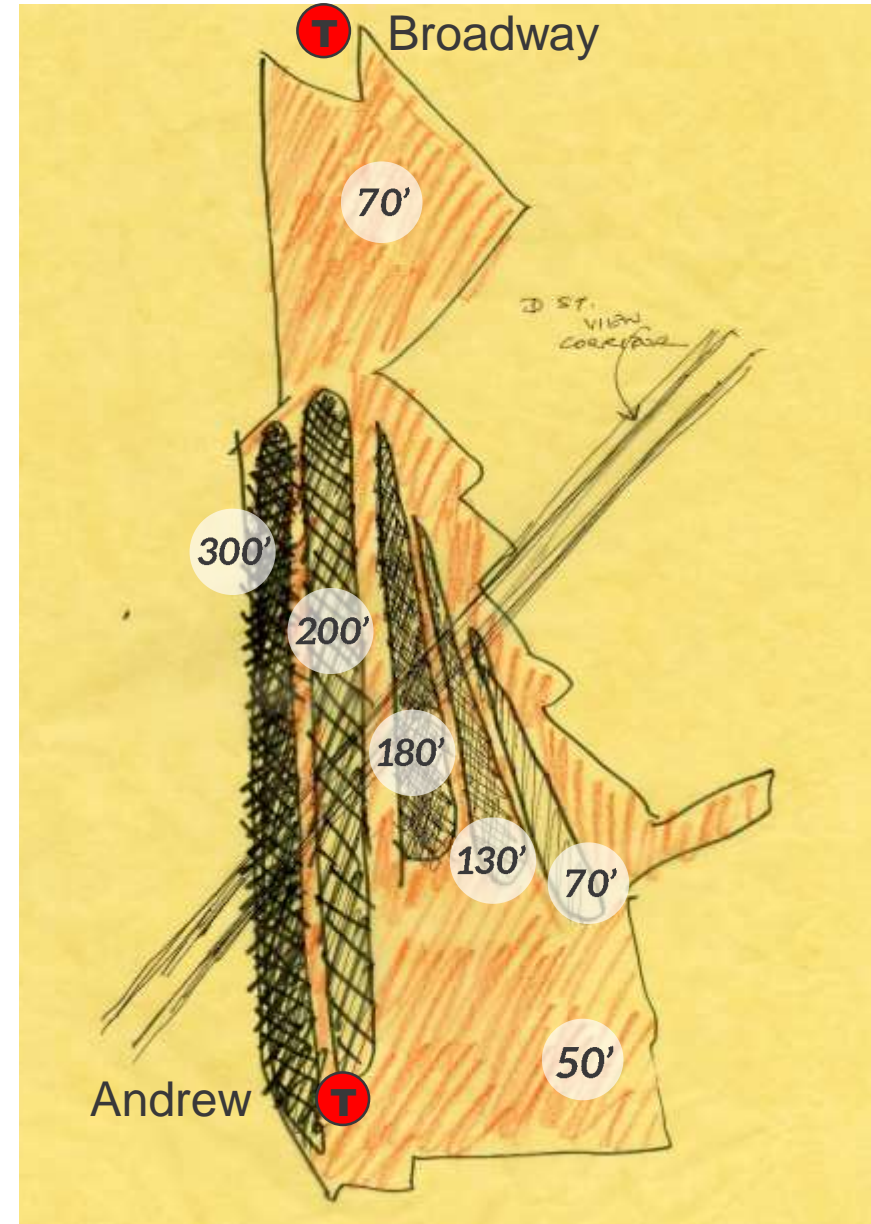 T Broadway
70’
D ST.
VIEW
CORRIDOR
300’
200’
180’
130’
70’
50’
Andrew T